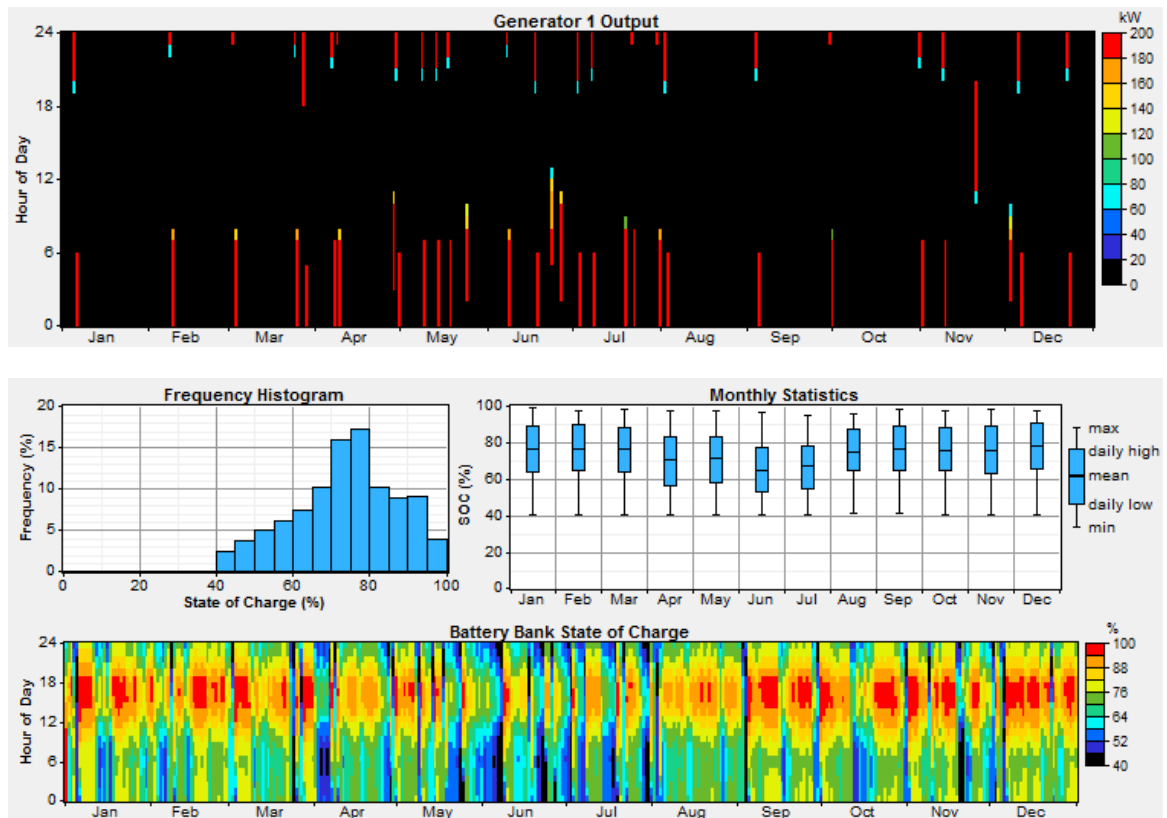 Generator 1 Output
kW
24
18
12
6
0
Hour of Day
Jan Feb Mar Apr May Jun Jul Aug Sep Oct Nov Dec
200
180
160
140
120
100
80
60
40
20
0
Frequency Histogram
20
15
10
5
0
Frequency (%)
0 20 40 60 80 100
State of Charge (%)
Monthly Statistics
100
80
60
40
20
0
SOC (%)
Jan Feb Mar Apr May Jun Jul Aug Sep Oct Nov Dec
max
daily high
mean
daily low
min
Battery Bank State of Charge
%
24
18
12
6
0
Hour of Day
Jan Feb Mar Apr May Jun Jul Aug Sep Oct Nov Dec
100
88
76
64
52
40